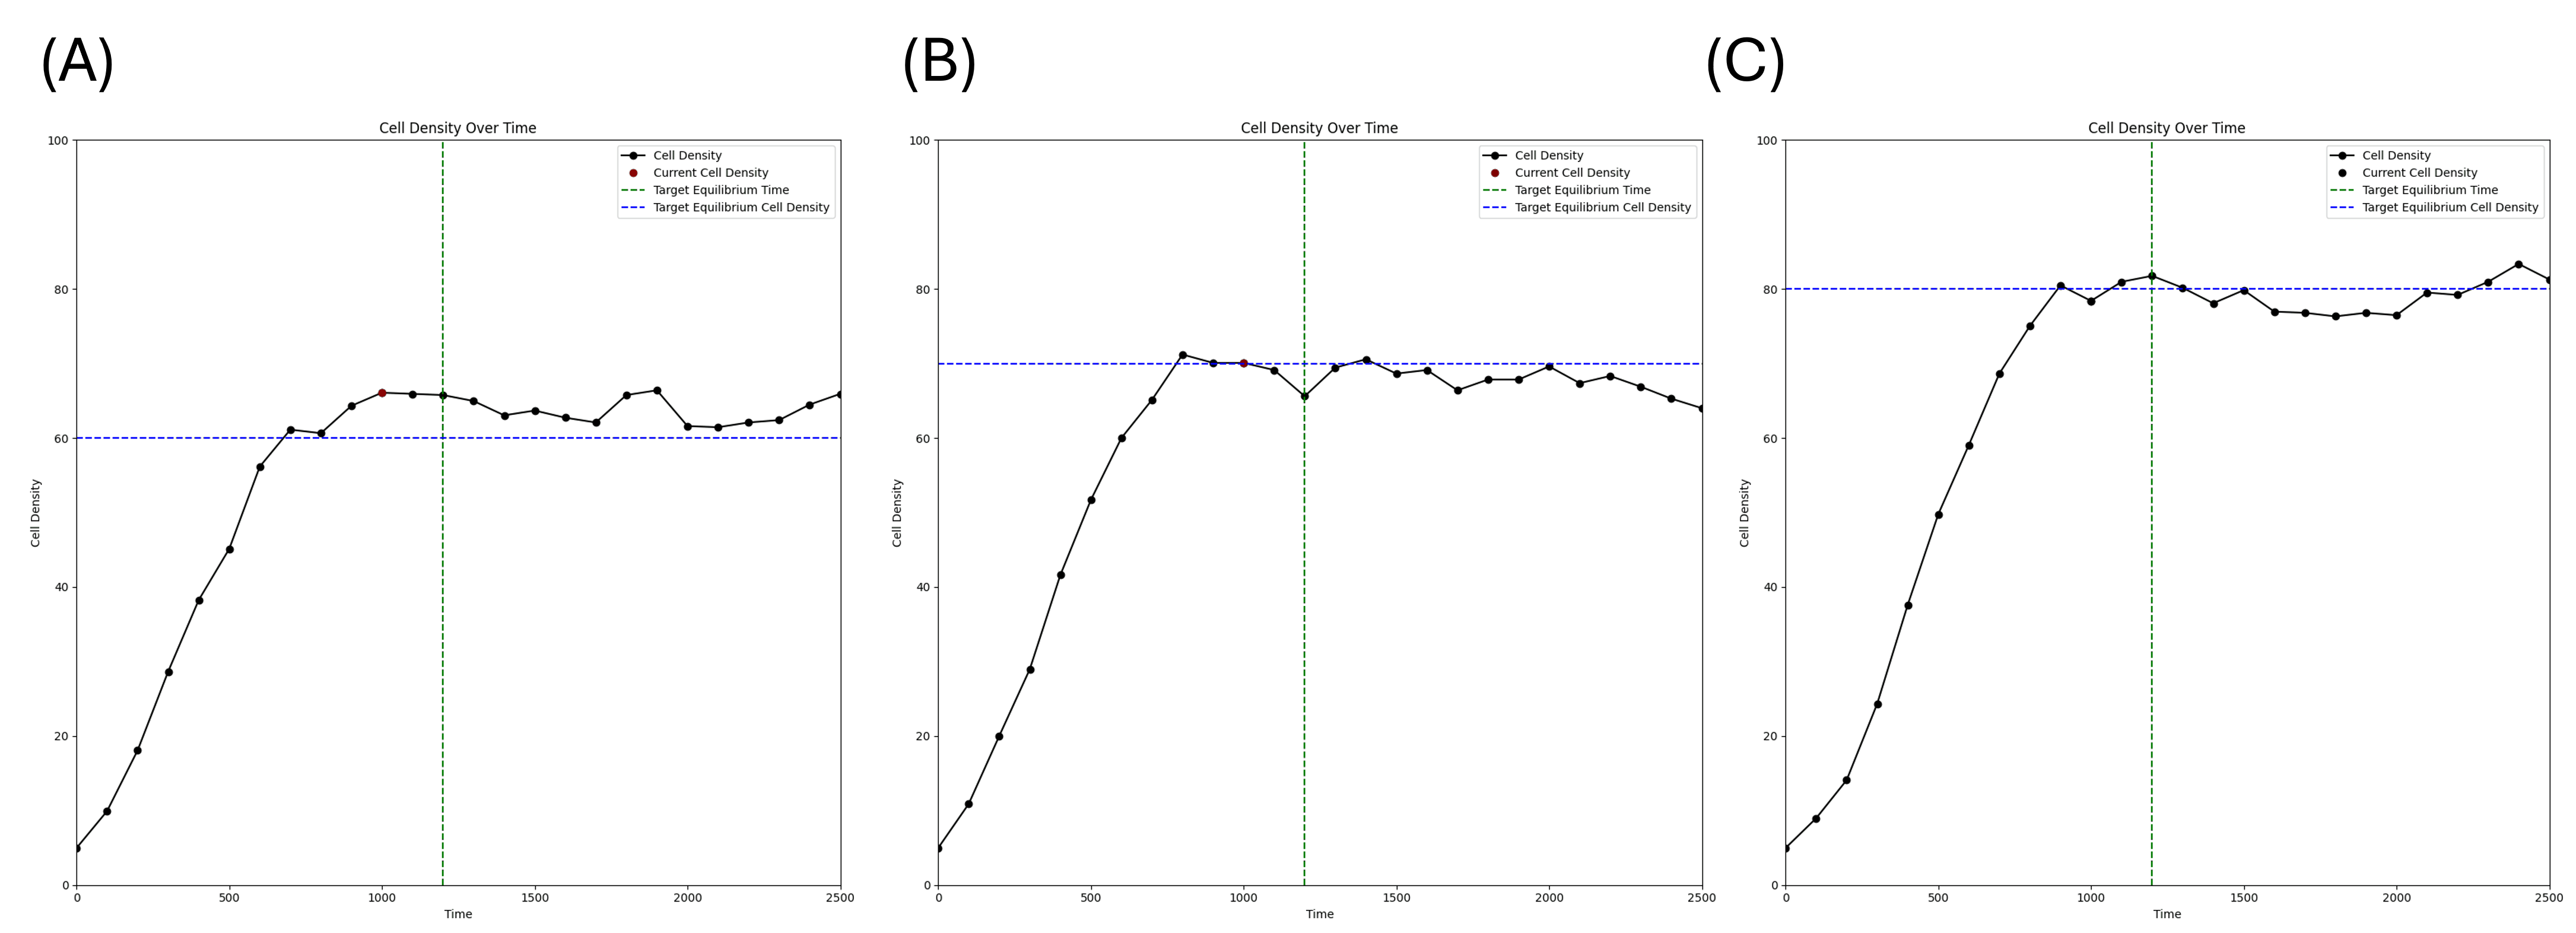 (A)
Cell Density Over Time
100
80
60
40
20
0
Cell Density
0 500 1000 1500 2000 2500
Time
Cell Density
Current Cell Density
Target Equilibrium Time
Target Equilibrium Cell Density
(B)
Cell Density Over Time
100
80
60
40
20
0
Cell Density
0 500 1000 1500 2000 2500
Time
Cell Density
Current Cell Density
Target Equilibrium Time
Target Equilibrium Cell Density
(C)
Cell Density Over Time
100
80
60
40
20
0
Cell Density
0 500 1000 1500 2000 2500
Time
Cell Density
Current Cell Density
Target Equilibrium Time
Target Equilibrium Cell Density